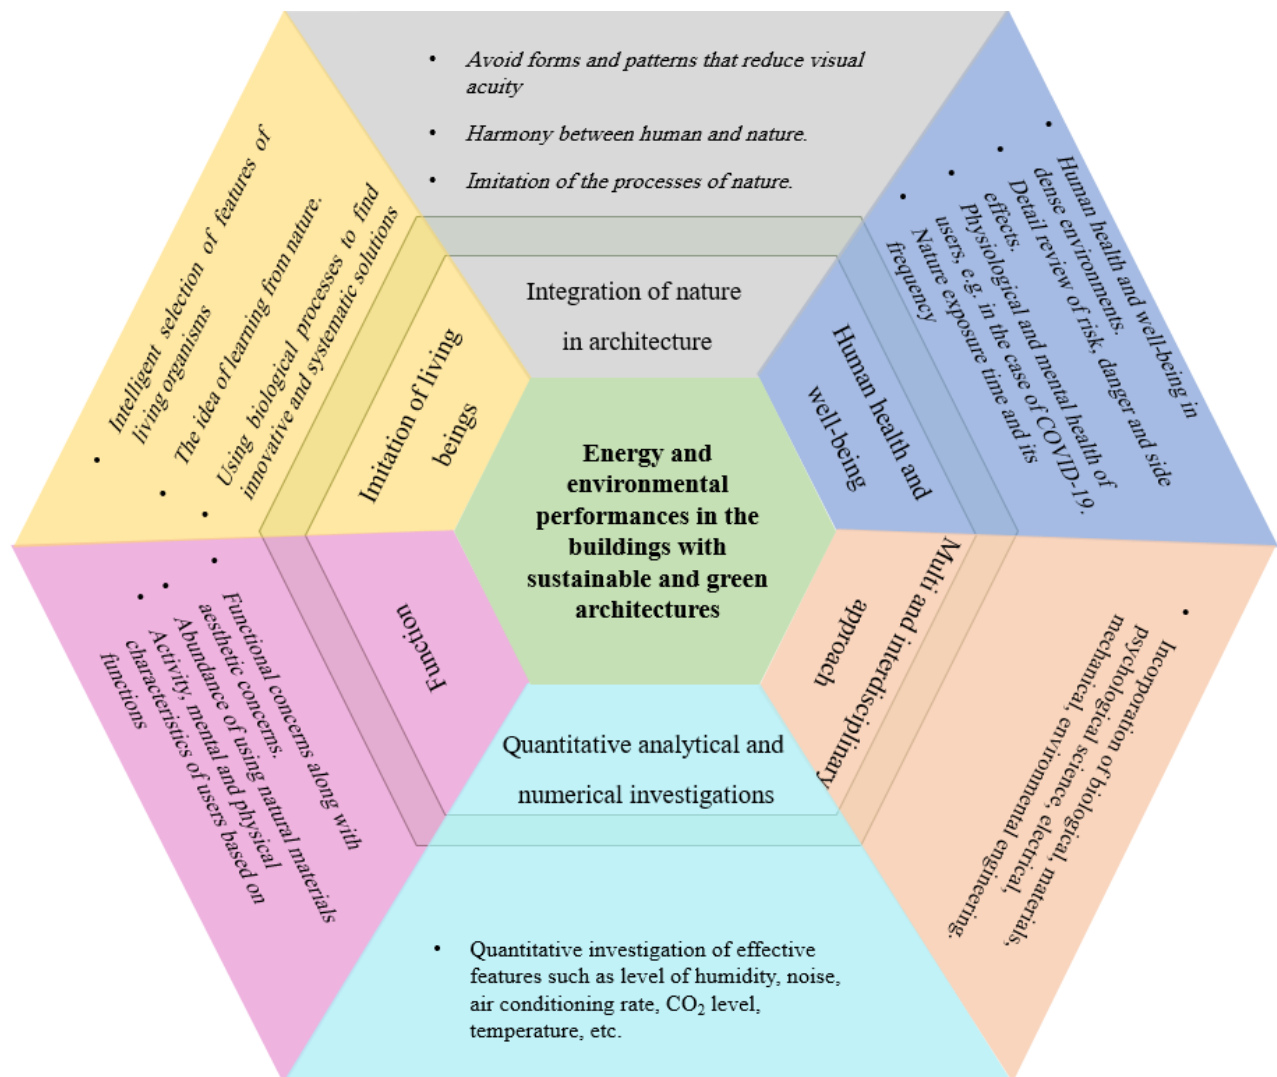 • Avoid forms and patterns that reduce visual
acuity
• Harmony between human and nature.
• Imitation of the processes of nature.
Integration of nature
in architecture
• Human health and well-being in
dense environments.
• Detail review of risk, danger and side
effects.
• Physiological and mental health of
users, e.g. in the case of COVID-19.
• Nature exposure time and its
frequency
Human health and
well-being
Multi and interdisciplinary
approach
• Incorporation of biological, materials,
psychological science, electrical,
mechanical, environmental engineering.
Quantitative analytical and
numerical investigations
• Quantitative investigation of effective
features such as level of humidity, noise,
air conditioning rate, CO₂ level,
temperature, etc.
Function
• Functional concerns along with
aesthetic concerns.
• Abundance of using natural materials
• Activity, mental and physical
characteristics of users based on
functions
Imitation of living
beings
• Intelligent selection of features of
living organisms
• The idea of learning from nature.
• Using biological processes to find
innovative and systematic solutions
Energy and
environmental
performances in the
buildings with
sustainable and green
architectures